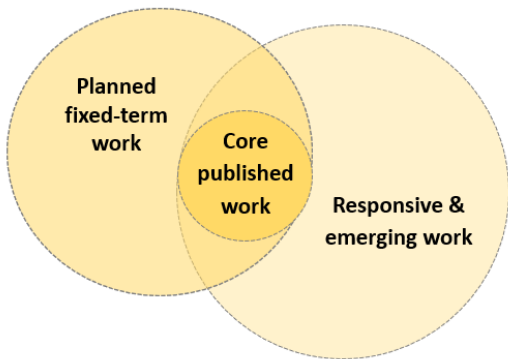 Planned
fixed-term
work
Core
published
work
Responsive &
emerging work